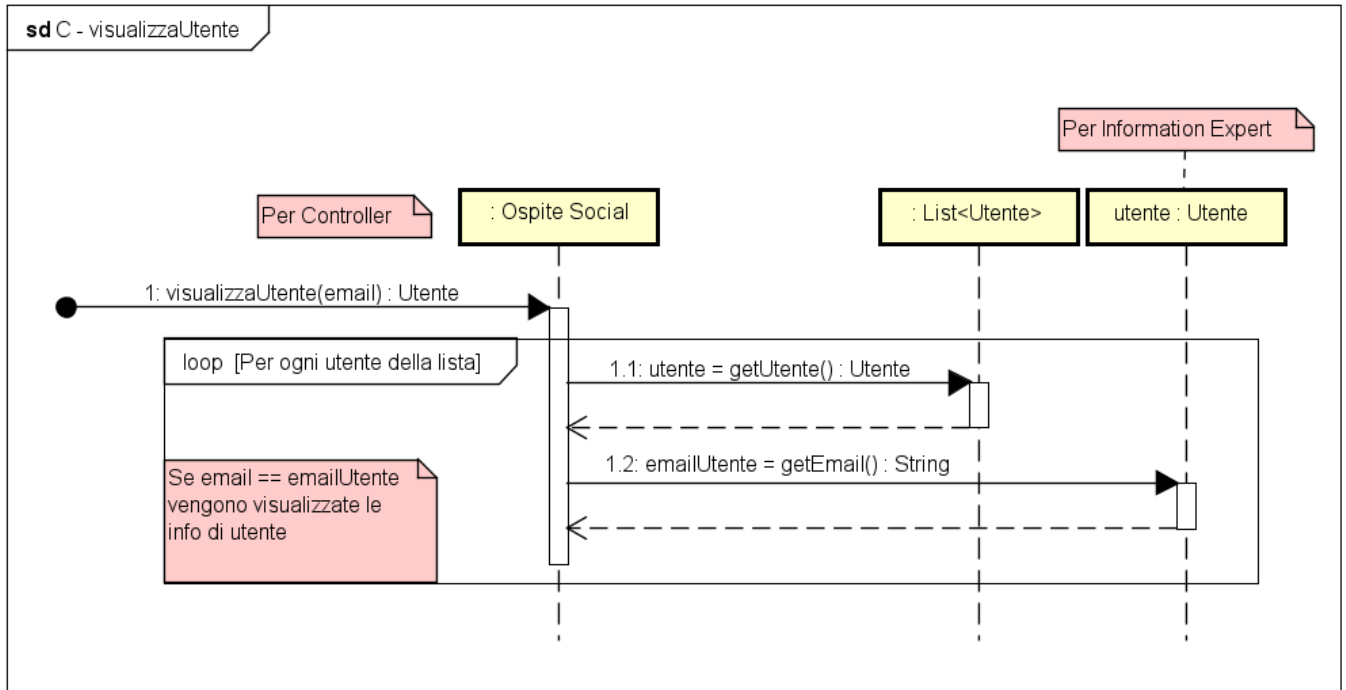 sd C - visualizzaUtente
Per Information Expert
Per Controller
: Ospite Social
: List<Utente>
utente : Utente
1: visualizzaUtente(email) : Utente
loop [Per ogni utente della lista]
1.1: utente = getUtente() : Utente
1.2: emailUtente = getEmail() : String
Se email == emailUtente
vengono visualizzate le
info di utente